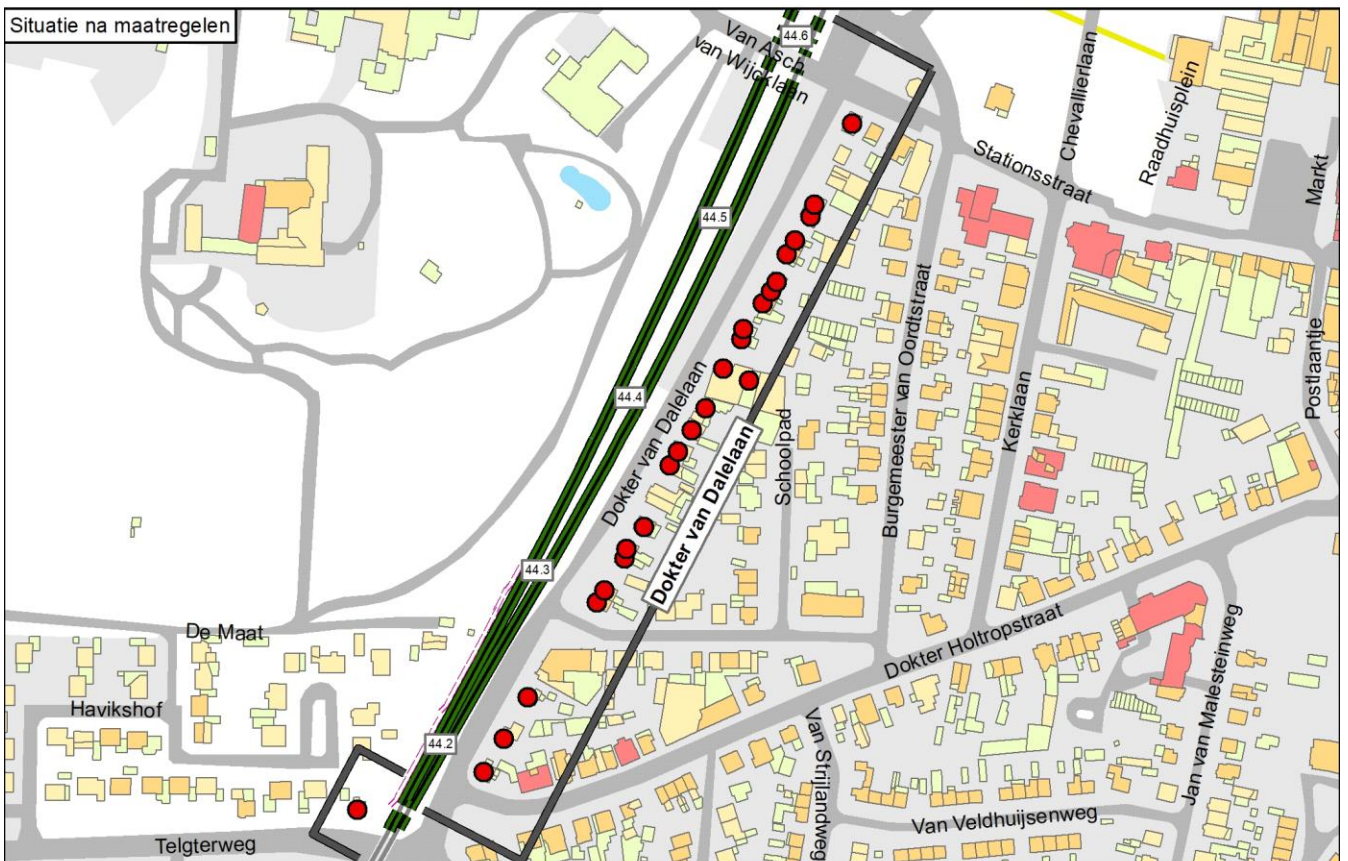 Situatie na maatregelen
44.6
Van Asch
van Wijcklaan
Chevallierlaan
Raadhuisplein
Stationsstraat
Markt
44.5
Burgemeester van Oordtstraat
Kerklaan
Postlaantje
44.4
Dokter van Dalelaan
Schoolpad
Dokter van Dalelaan
44.3
De Maat
Dokter Holtropstraat
Jan van Malesteinweg
Havikshof
44.2
Van Strijlandweg
Van Veldhuijsenweg
Telgterweg